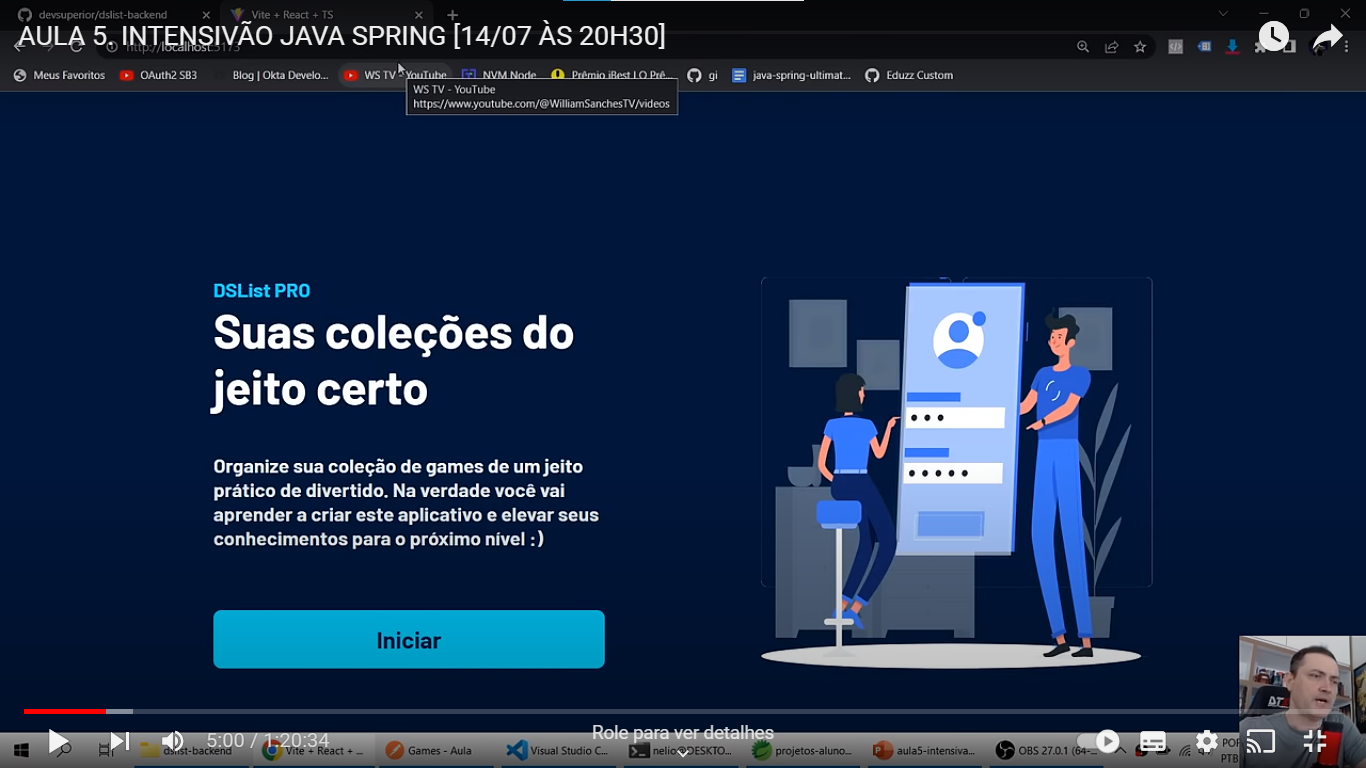 devsuperior/dslist-backend
Vite + React + TS
AULA 5. INTENSIVÃO JAVA SPRING [14/07 ÀS 20H30]
http://localhost:5173
Meus Favoritos
OAuth2 SB3
Blog | Okta Develo...
WS TV - YouTube
NVM Node
Prêmio iBest | O Prê...
gi
java-spring-ultimat...
Eduzz Custom
WS TV - YouTube
https://www.youtube.com/@WilliamSanchesTV/videos
DSList PRO
Suas coleções do
jeito certo
Organize sua coleção de games de um jeito
prático de divertido. Na verdade você vai
aprender a criar este aplicativo e elevar seus
conhecimentos para o próximo nível :)
Iniciar
Role para ver detalhes
5:00 / 1:20:34
dslist-backend
Vite + React + ...
Games - Aula
Visual Studio C...
nelio@DESKTO...
projetos-aluno...
aula5-intensiva...
OBS 27.0.1 (64-...
POR
PTB